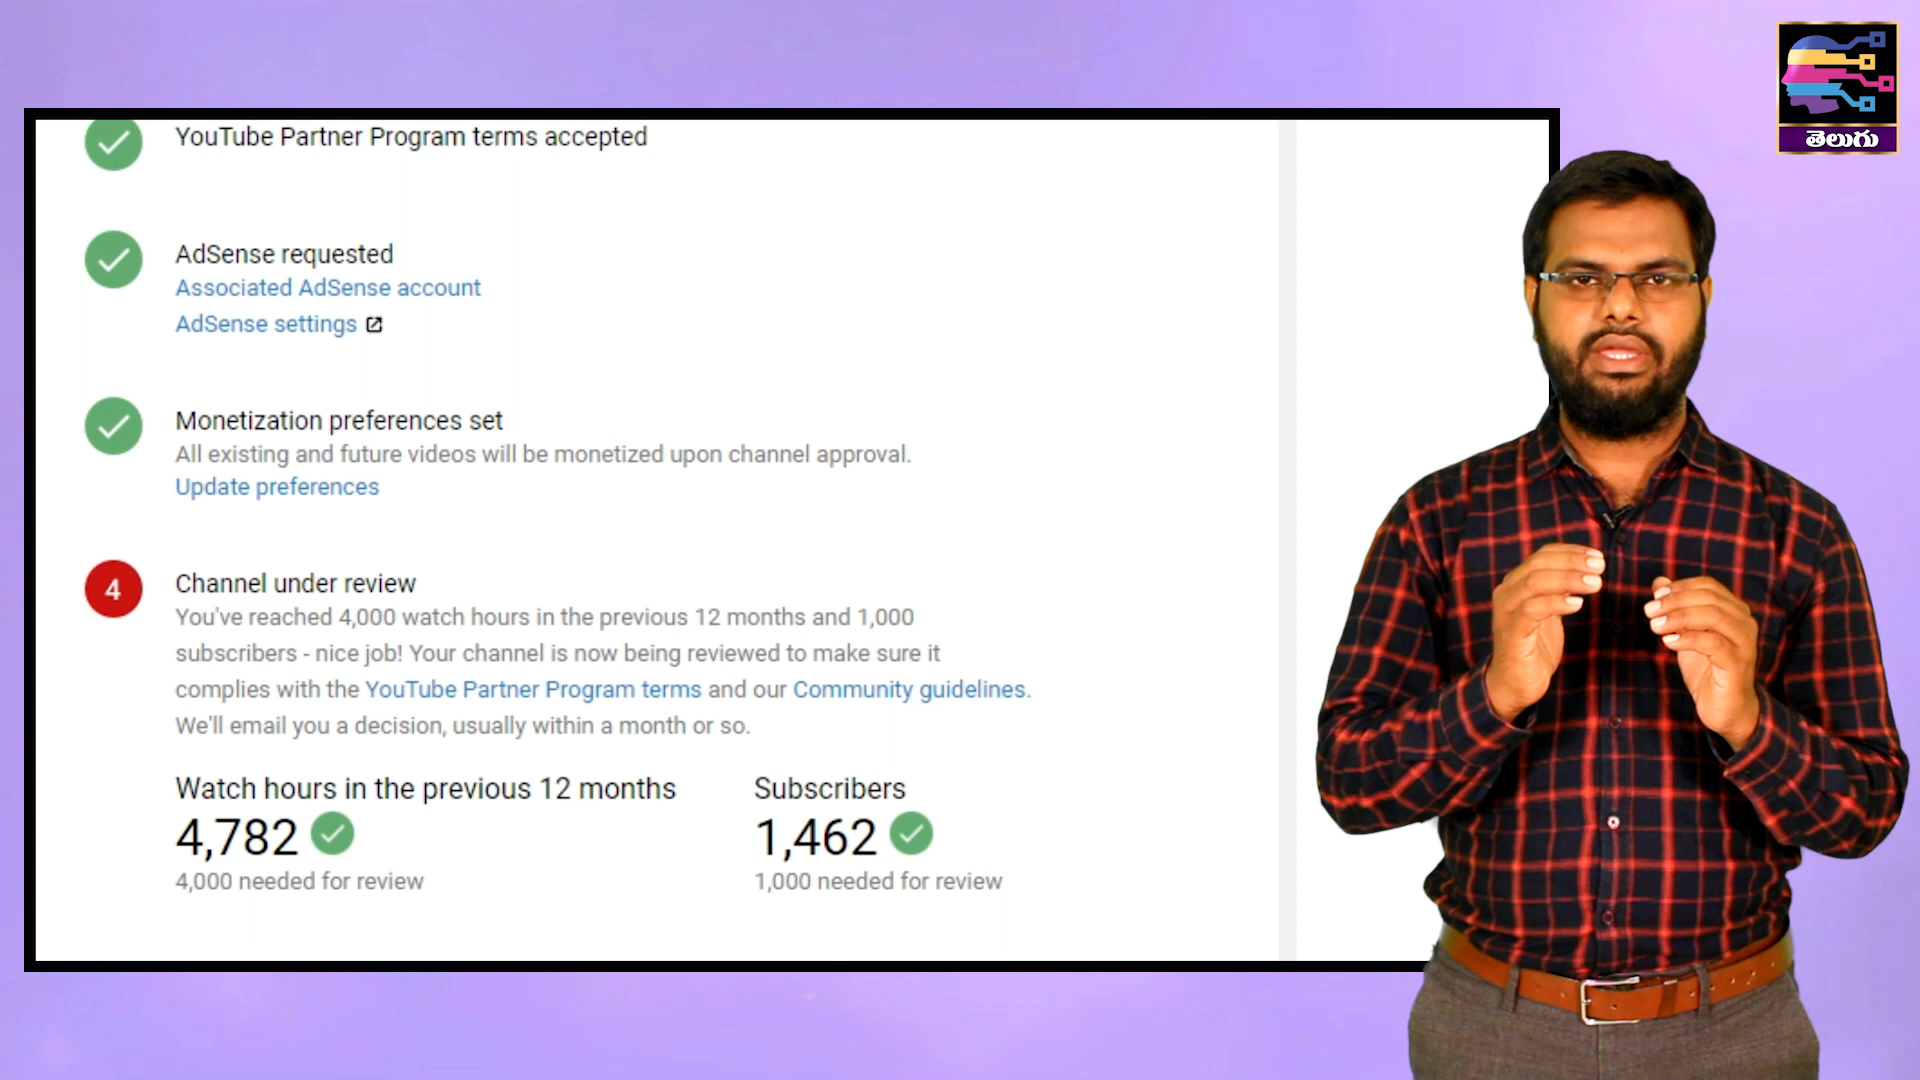 తెలుగు
YouTube Partner Program terms accepted
AdSense requested
Associated AdSense account
AdSense settings
Monetization preferences set
All existing and future videos will be monetized upon channel approval.
Update preferences
4
Channel under review
You've reached 4,000 watch hours in the previous 12 months and 1,000
subscribers - nice job! Your channel is now being reviewed to make sure it
complies with the YouTube Partner Program terms and our Community guidelines.
We'll email you a decision, usually within a month or so.
Watch hours in the previous 12 months
4,782
4,000 needed for review
Subscribers
1,462
1,000 needed for review